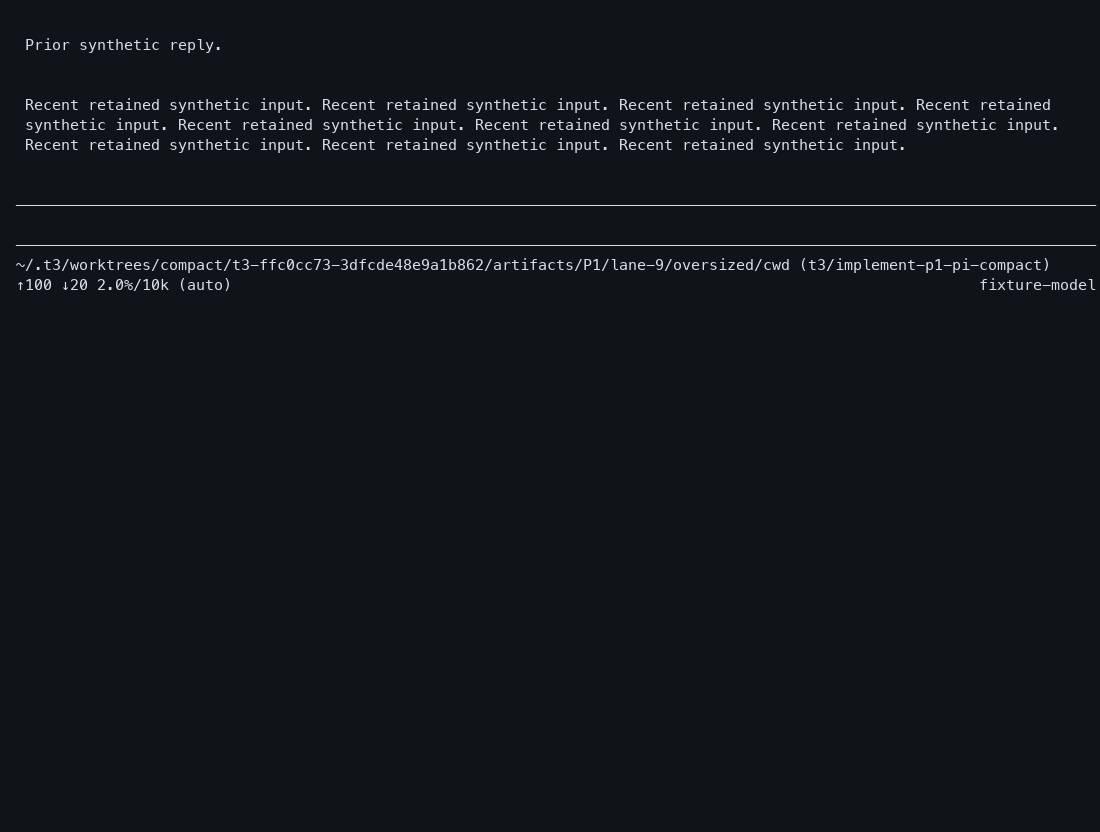 Prior synthetic reply.
Recent retained synthetic input. Recent retained synthetic input. Recent retained synthetic input. Recent retained
synthetic input. Recent retained synthetic input. Recent retained synthetic input. Recent retained synthetic input.
Recent retained synthetic input. Recent retained synthetic input. Recent retained synthetic input.
~/.t3/worktrees/compact/t3-ffc0cc73-3dfcde48e9a1b862/artifacts/P1/lane-9/oversized/cwd (t3/implement-p1-pi-compact)
↑100 ↓20 2.0%/10k (auto) fixture-model